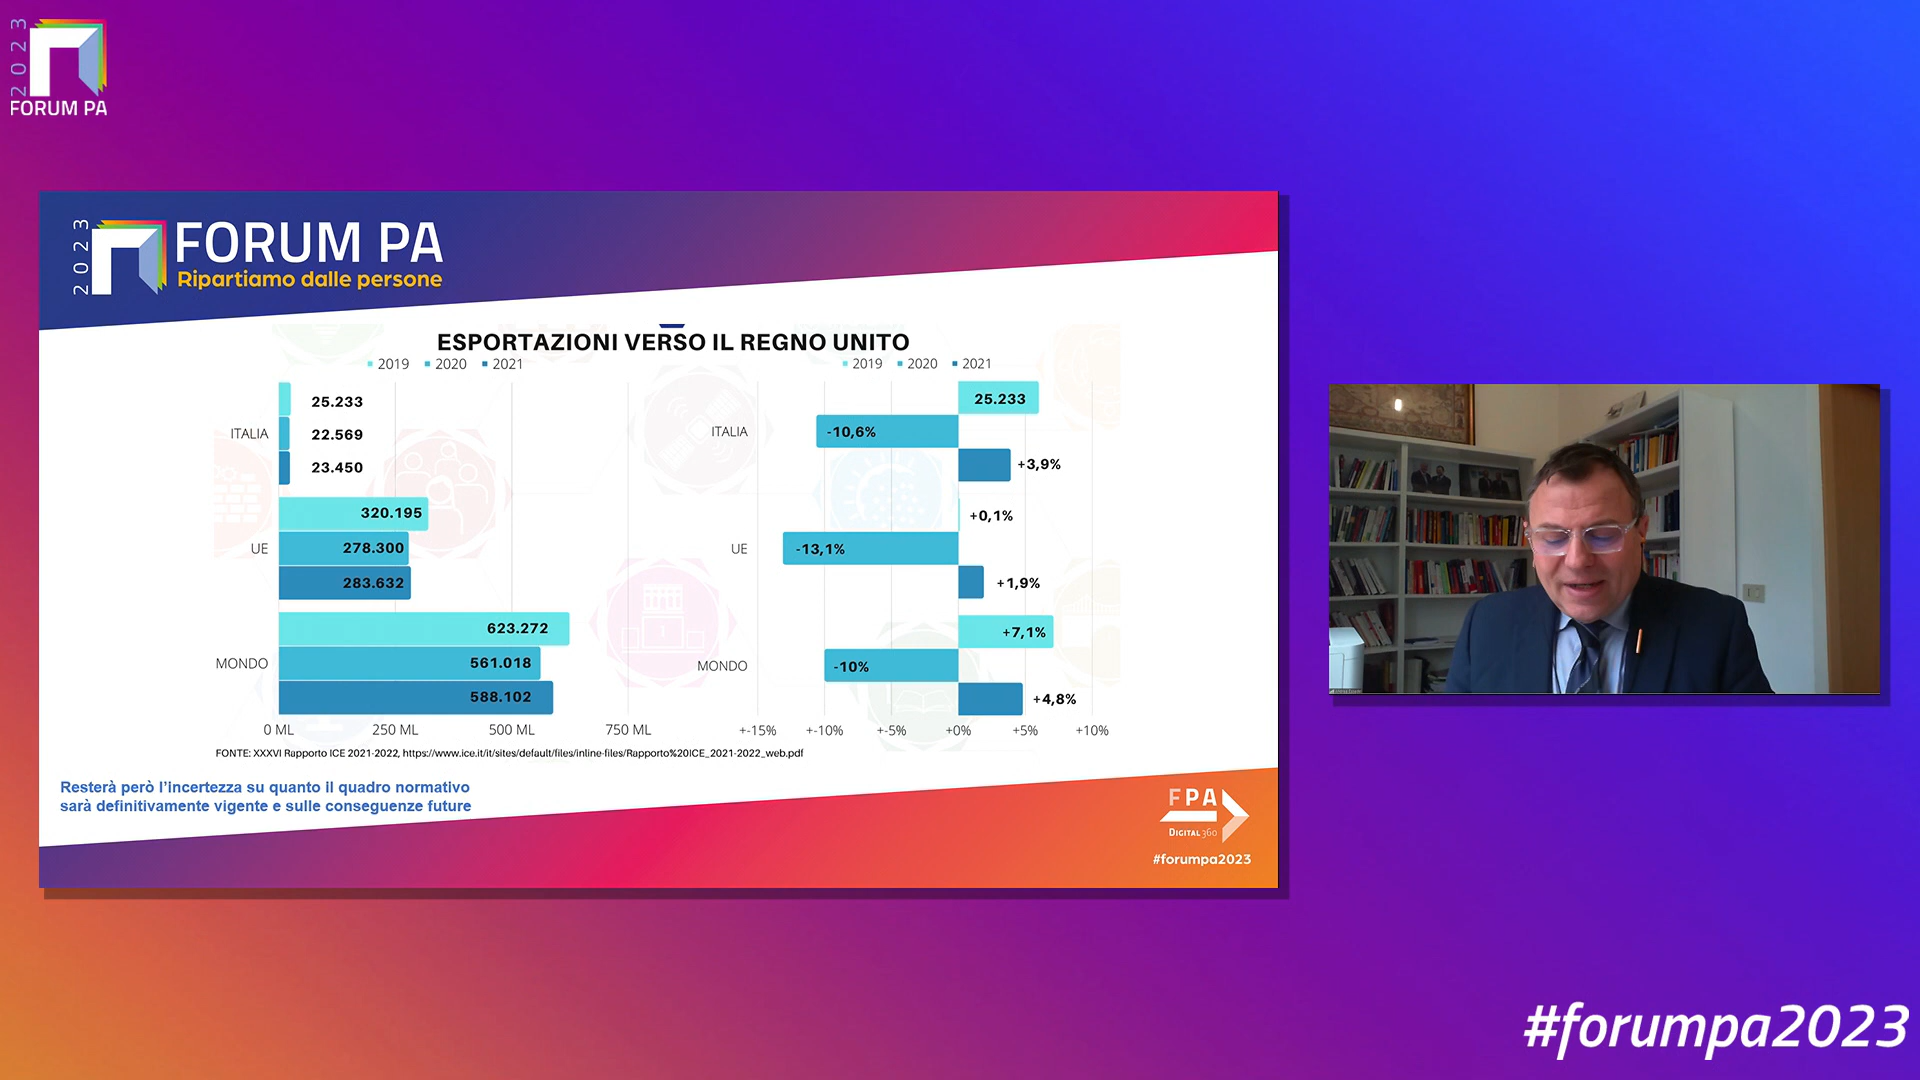 2023
FORUM PA
2023
FORUM PA
Ripartiamo dalle persone
ESPORTAZIONI VERSO IL REGNO UNITO
2019 2020 2021
2019 2020 2021
ITALIA
25.233
22.569
23.450
UE
320.195
278.300
283.632
MONDO
623.272
561.018
588.102
0 ML 250 ML 500 ML 750 ML
ITALIA
25.233
-10,6%
+3,9%
UE
+0,1%
-13,1%
+1,9%
MONDO
+7,1%
-10%
+4,8%
+-15% +-10% +-5% +0% +5% +10%
FONTE: XXXVI Rapporto ICE 2021-2022, https://www.ice.it/it/sites/default/files/inline-files/Rapporto%20ICE_2021-2022_web.pdf
Resterà però l'incertezza su quanto il quadro normativo
sarà definitivamente vigente e sulle conseguenze future
FPA
DIGITAL360
#forumpa2023
#forumpa2023